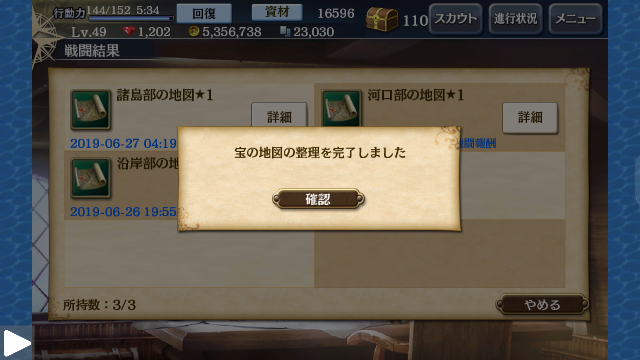 行動力 144/152 5:34 回復 資材 16596 110 スカウト 進行状況 メニュー
Lv.49 1,202 5,356,738 23,030
戦闘結果
諸島部の地図★1
詳細
2019-06-27 04:19
河口部の地図★1
詳細
沿岸部の地
2019-06-26 19:55
宝の地図の整理を完了しました
確認
所持数：3/3
やめる